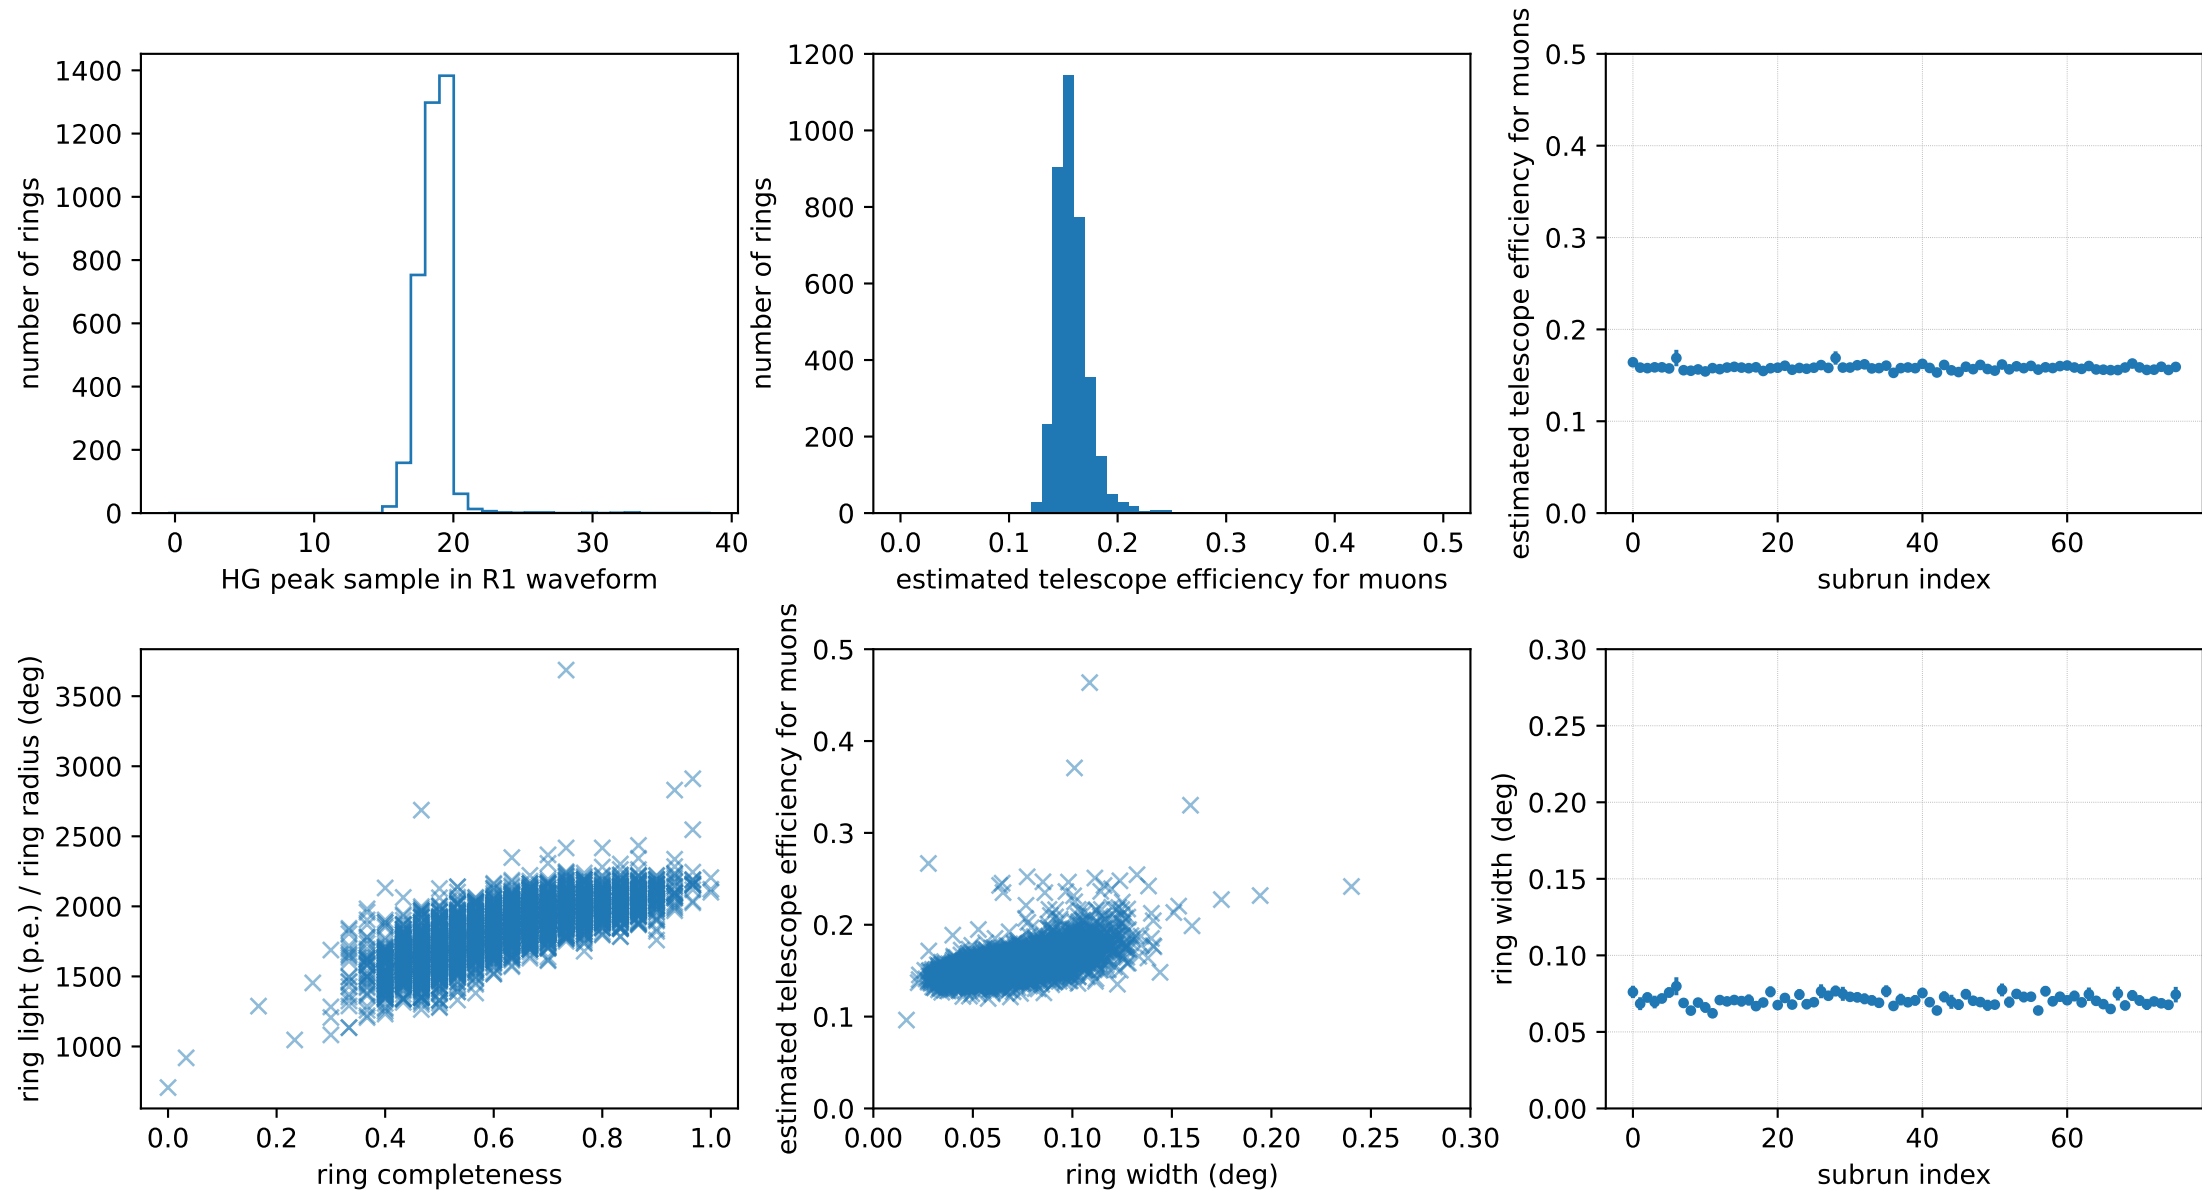 number of rings
1400
1200
1000
800
600
400
200
0
0 10 20 30 40
HG peak sample in R1 waveform
number of rings
1200
1000
800
600
400
200
0
0.0 0.1 0.2 0.3 0.4 0.5
estimated telescope efficiency for muons
estimated telescope efficiency for muons
0.5
0.4
0.3
0.2
0.1
0.0
0 20 40 60
subrun index
ring light (p.e.) / ring radius (deg)
3500
3000
2500
2000
1500
1000
0.0 0.2 0.4 0.6 0.8 1.0
ring completeness
estimated telescope efficiency for muons
0.5
0.4
0.3
0.2
0.1
0.0
0.00 0.05 0.10 0.15 0.20 0.25 0.30
ring width (deg)
ring width (deg)
0.30
0.25
0.20
0.15
0.10
0.05
0.00
0 20 40 60
subrun index